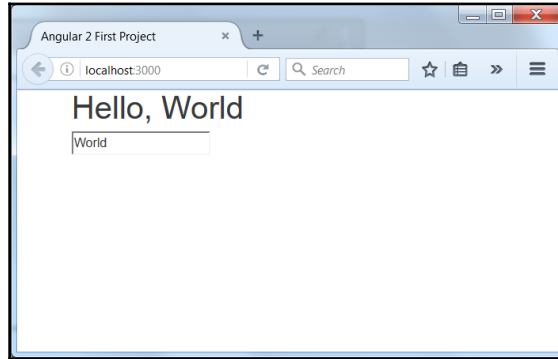 Angular 2 First Project
localhost:3000
Search
Hello, World
World